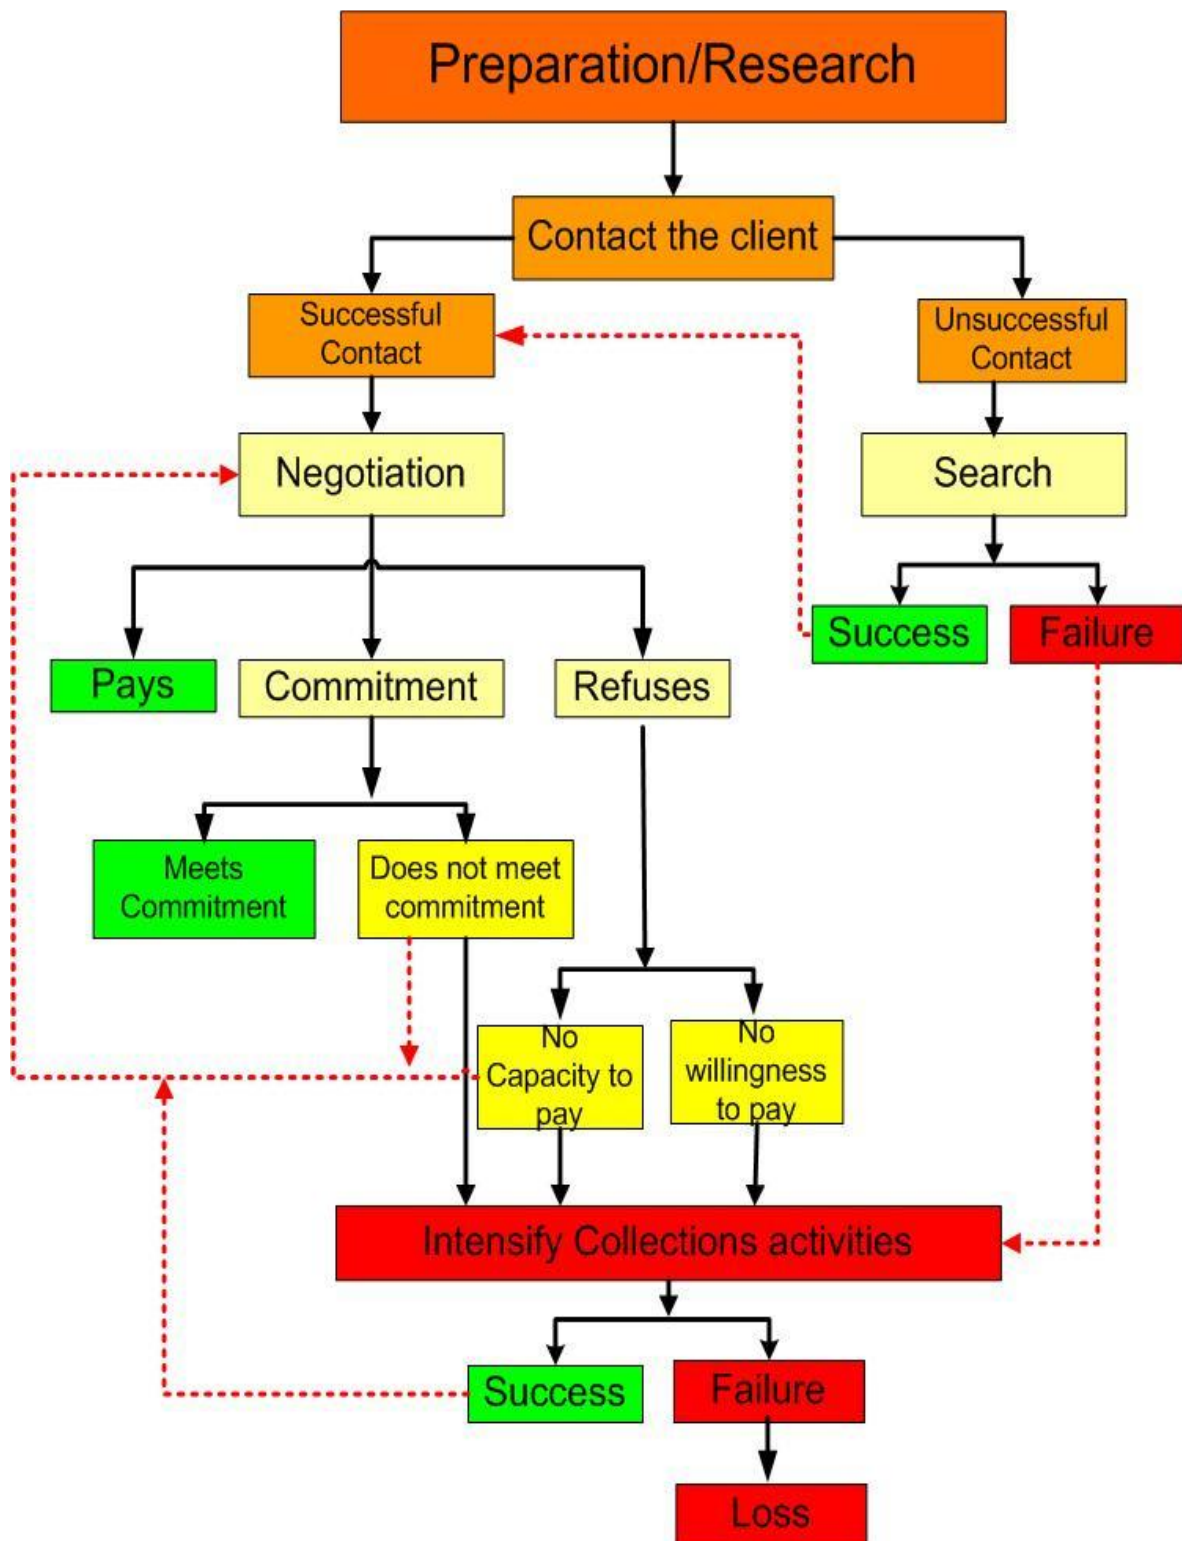 Preparation/Research
Contact the client
Successful
Contact
Unsuccessful
Contact
Negotiation
Search
Success
Failure
Pays
Commitment
Refuses
Meets
Commitment
Does not meet
commitment
No
Capacity to
pay
No
willingness
to pay
Intensify Collections activities
Success
Failure
Loss